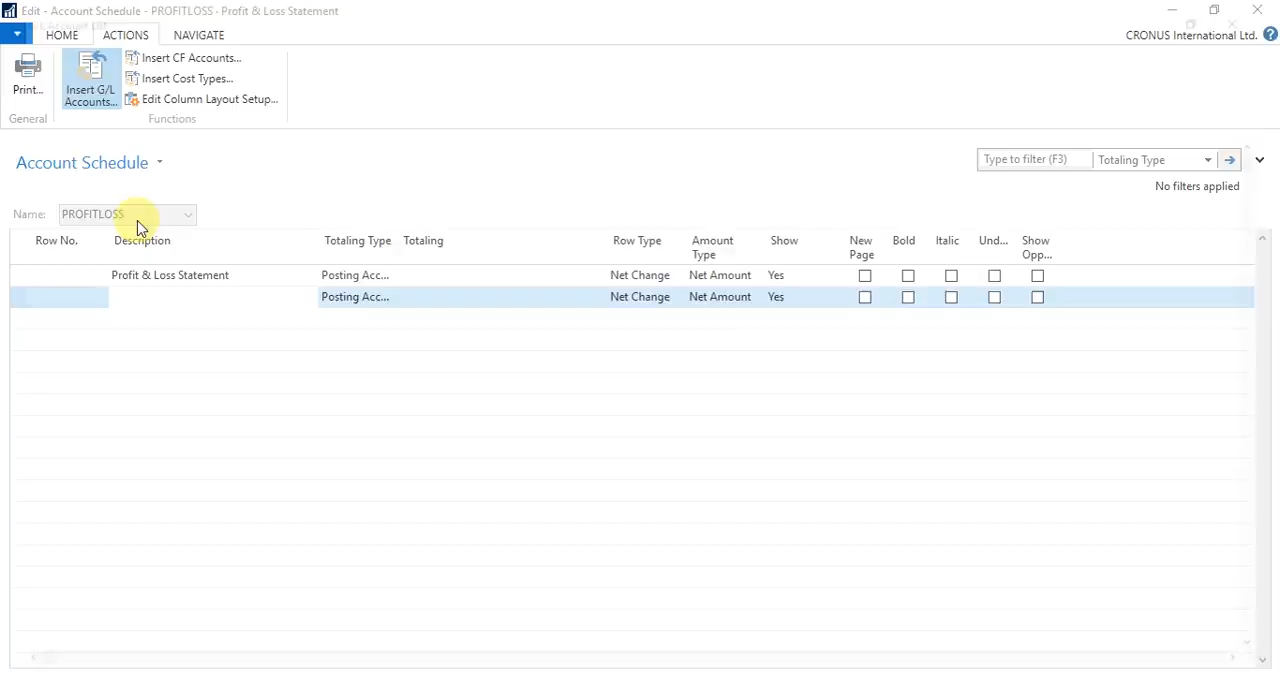 Edit - Account Schedule - PROFITLOSS - Profit & Loss Statement
HOME ACTIONS NAVIGATE CRONUS International Ltd. ?
Print... Insert G/L Accounts... Insert CF Accounts...
Insert Cost Types...
Edit Column Layout Setup...
General Functions
Account Schedule
Type to filter (F3) Totaling Type
No filters applied
Name: PROFITLOSS
Row No. Description Totaling Type Totaling Row Type Amount Type Show New Page Bold Italic Und... Show Opp...
Profit & Loss Statement Posting Acc... Net Change Net Amount Yes
Posting Acc... Net Change Net Amount Yes